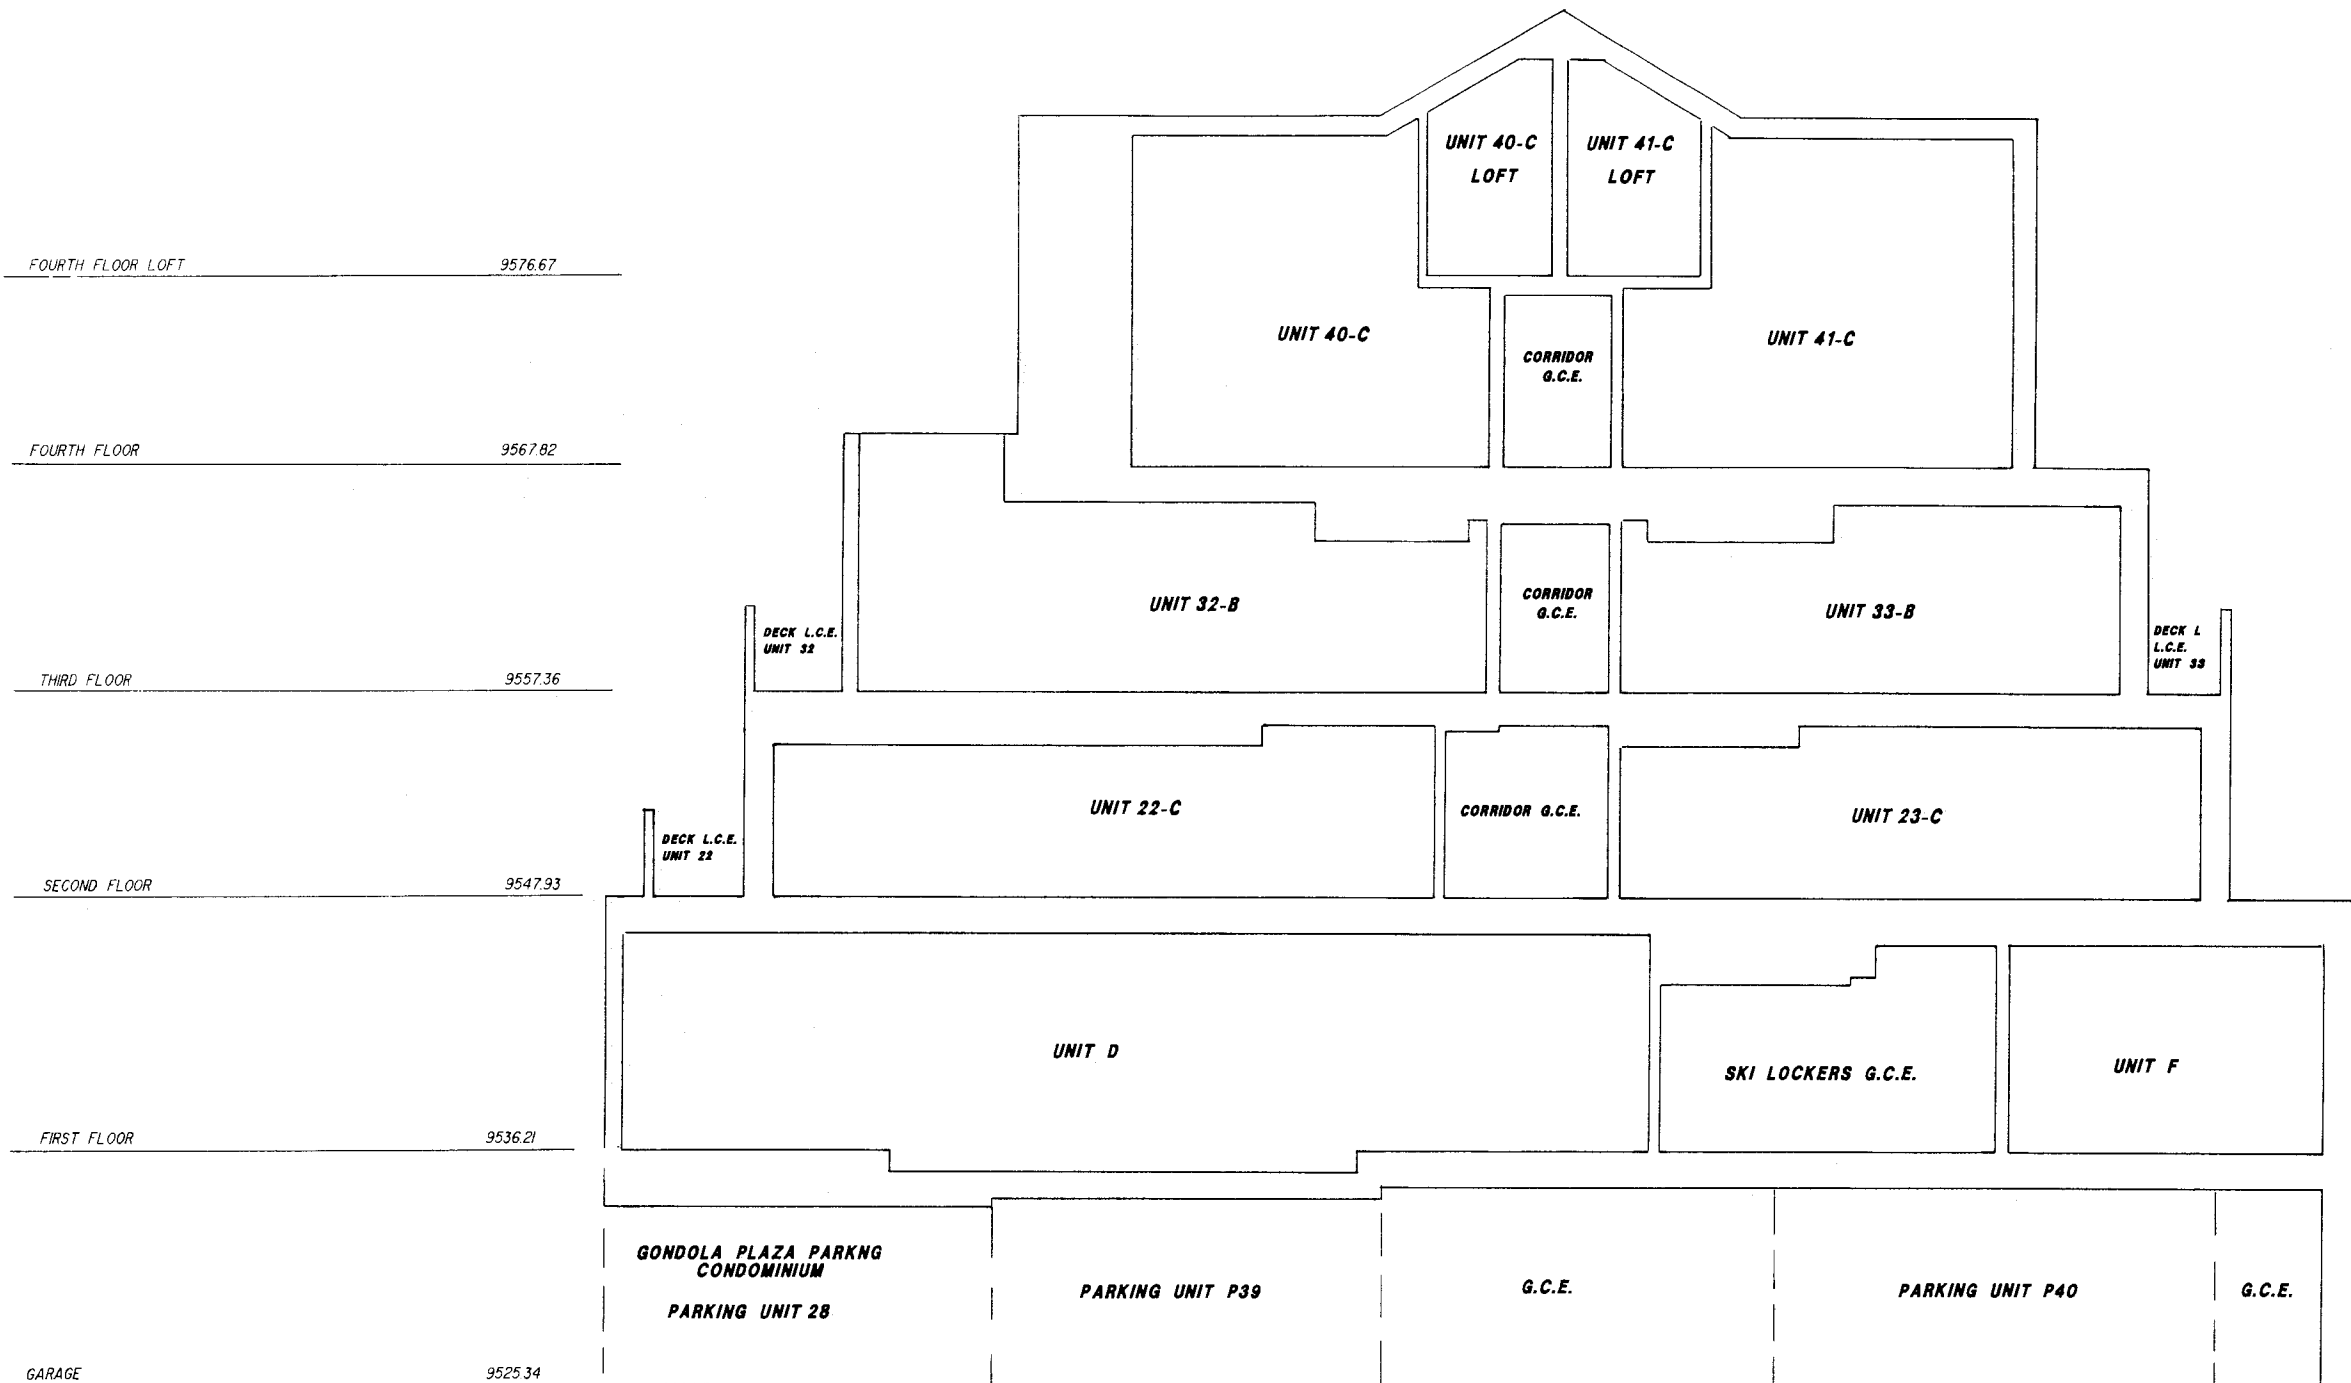 UNIT 40-C
LOFT
UNIT 41-C
LOFT
FOURTH FLOOR LOFT 9576.67
UNIT 40-C
CORRIDOR
G.C.E.
UNIT 41-C
FOURTH FLOOR 9567.82
UNIT 32-B
CORRIDOR
G.C.E.
UNIT 33-B
DECK L.C.E.
UNIT 32
DECK L
L.C.E.
UNIT 33
THIRD FLOOR 9557.36
UNIT 22-C
CORRIDOR G.C.E.
UNIT 23-C
DECK L.C.E.
UNIT 22
SECOND FLOOR 9547.93
UNIT D
SKI LOCKERS G.C.E.
UNIT F
FIRST FLOOR 9536.21
GONDOLA PLAZA PARKNG
CONDOMINIUM
PARKING UNIT 28
PARKING UNIT P39
G.C.E.
PARKING UNIT P40
G.C.E.
GARAGE 9525.34